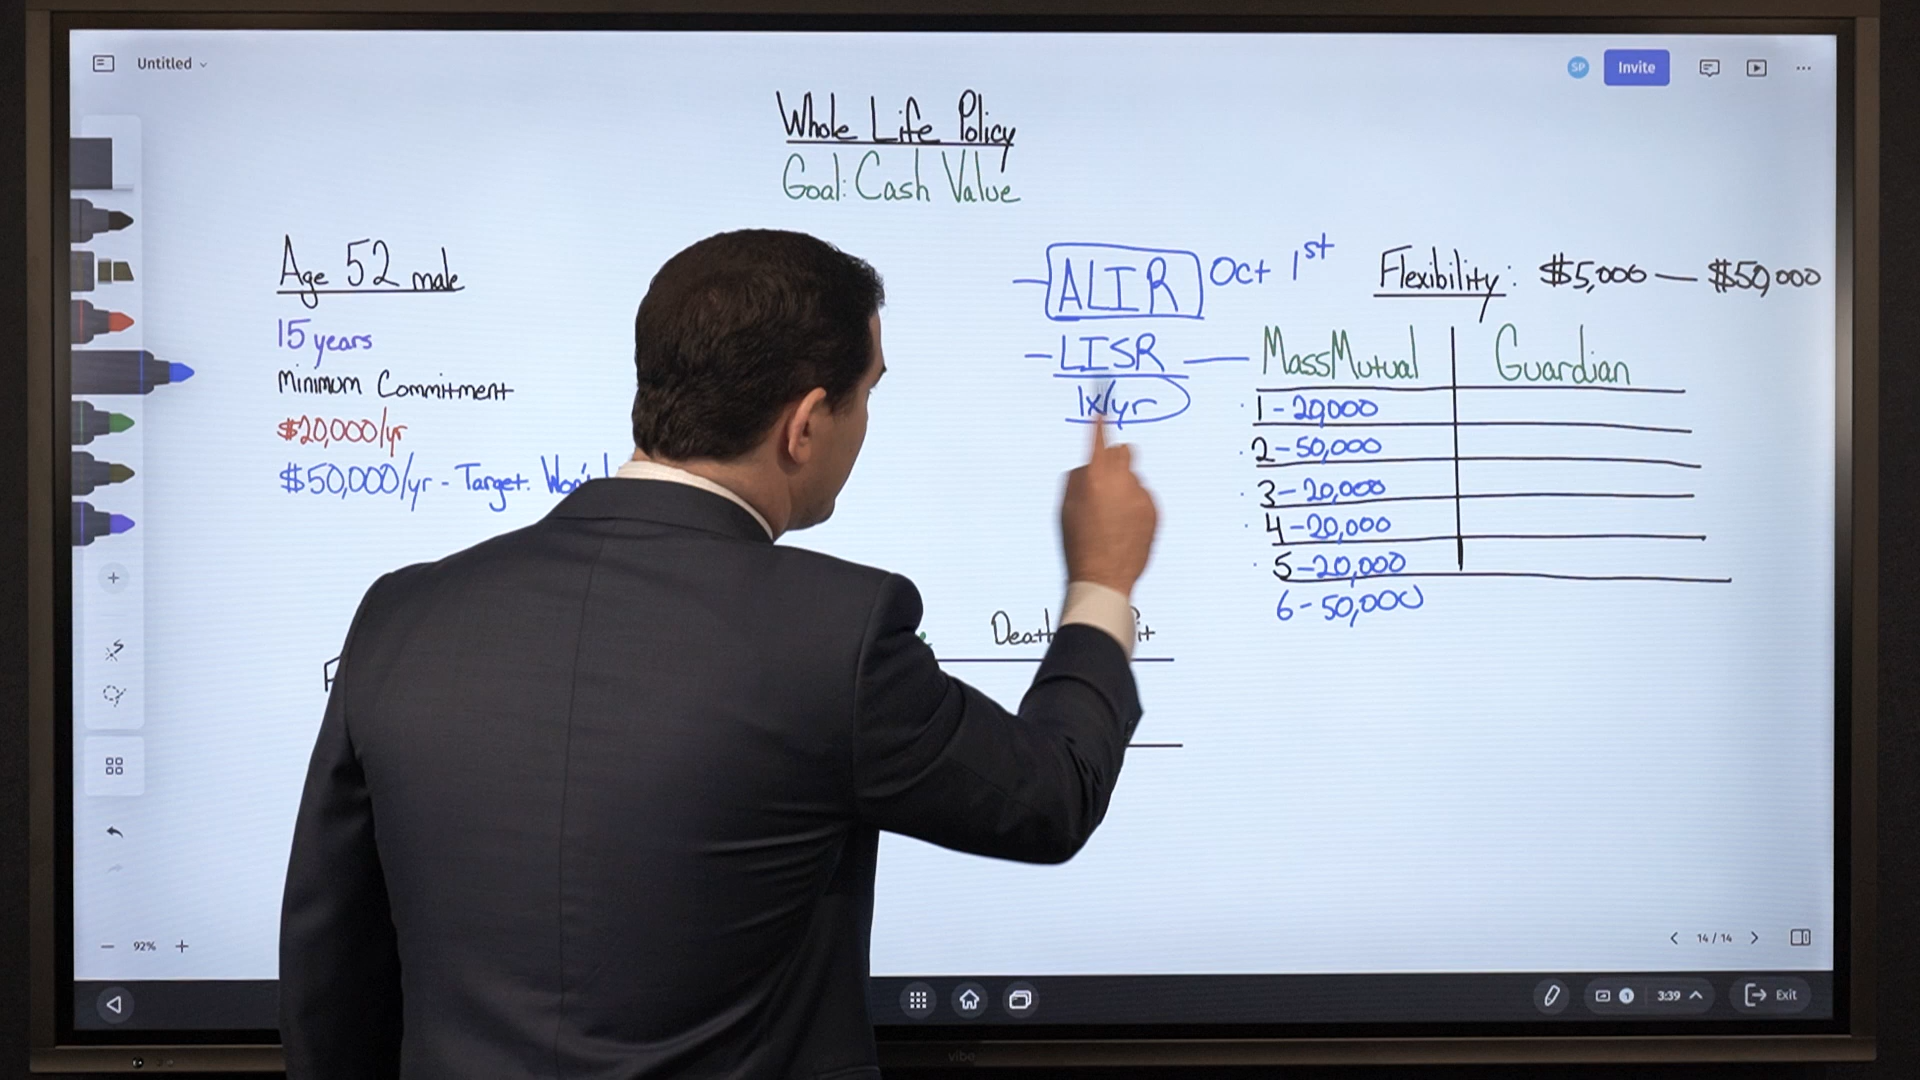 Untitled
SP
Invite
Whole Life Policy
Goal: Cash Value
Age 52 male
15 years
Minimum Commitment
$20,000/yr
$50,000/yr - Target.
ALIR Oct 1st
LISR
1x/yr
Flexibility: $5,000 — $50,000
MassMutual Guardian
1 - 20,000
2 - 50,000
3 - 20,000
4 - 20,000
5 - 20,000
6 - 50,000
92%
14 / 14
1
3:39
Exit
vibe